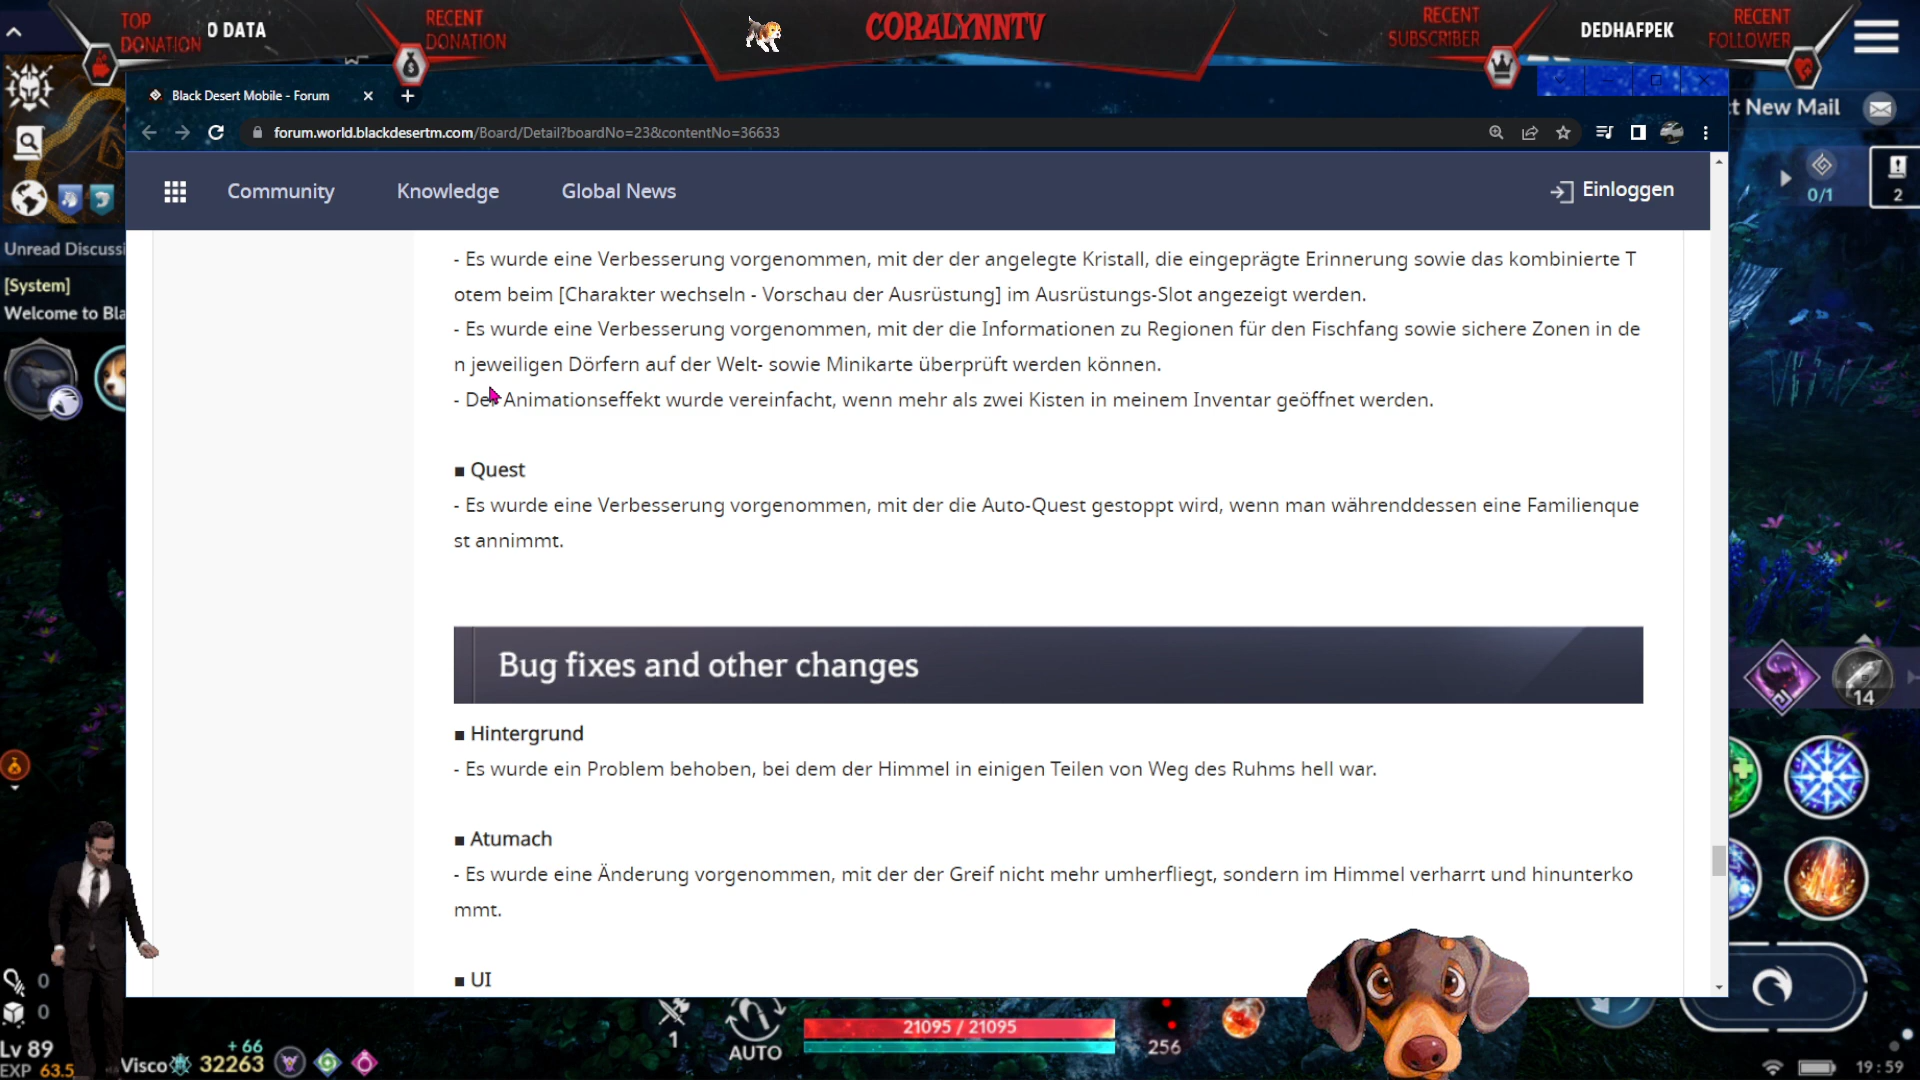 TOP
DONATION
O DATA
RECENT
DONATION
CORALYNNTV
RECENT
SUBSCRIBER
DEDHAFPEK
RECENT
FOLLOWER
Black Desert Mobile - Forum
t New Mail
forum.world.blackdesertm.com/Board/Detail?boardNo=23&contentNo=36633
Community
Knowledge
Global News
Einloggen
0/1
2
Unread Discussi
[System]
Welcome to Bla
- Es wurde eine Verbesserung vorgenommen, mit der der angelegte Kristall, die eingeprägte Erinnerung sowie das kombinierte T
otem beim [Charakter wechseln - Vorschau der Ausrüstung] im Ausrüstungs-Slot angezeigt werden.
- Es wurde eine Verbesserung vorgenommen, mit der die Informationen zu Regionen für den Fischfang sowie sichere Zonen in de
n jeweiligen Dörfern auf der Welt- sowie Minikarte überprüft werden können.
- Der Animationseffekt wurde vereinfacht, wenn mehr als zwei Kisten in meinem Inventar geöffnet werden.
■ Quest
- Es wurde eine Verbesserung vorgenommen, mit der die Auto-Quest gestoppt wird, wenn man währenddessen eine Familienque
st annimmt.
Bug fixes and other changes
■ Hintergrund
- Es wurde ein Problem behoben, bei dem der Himmel in einigen Teilen von Weg des Ruhms hell war.
14
■ Atumach
- Es wurde eine Änderung vorgenommen, mit der der Greif nicht mehr umherfliegt, sondern im Himmel verharrt und hinunterko
mmt.
■ UI
0
0
1
AUTO
21095 / 21095
256
Lv 89
EXP 63.5
Visco
+ 66
32263
19:59